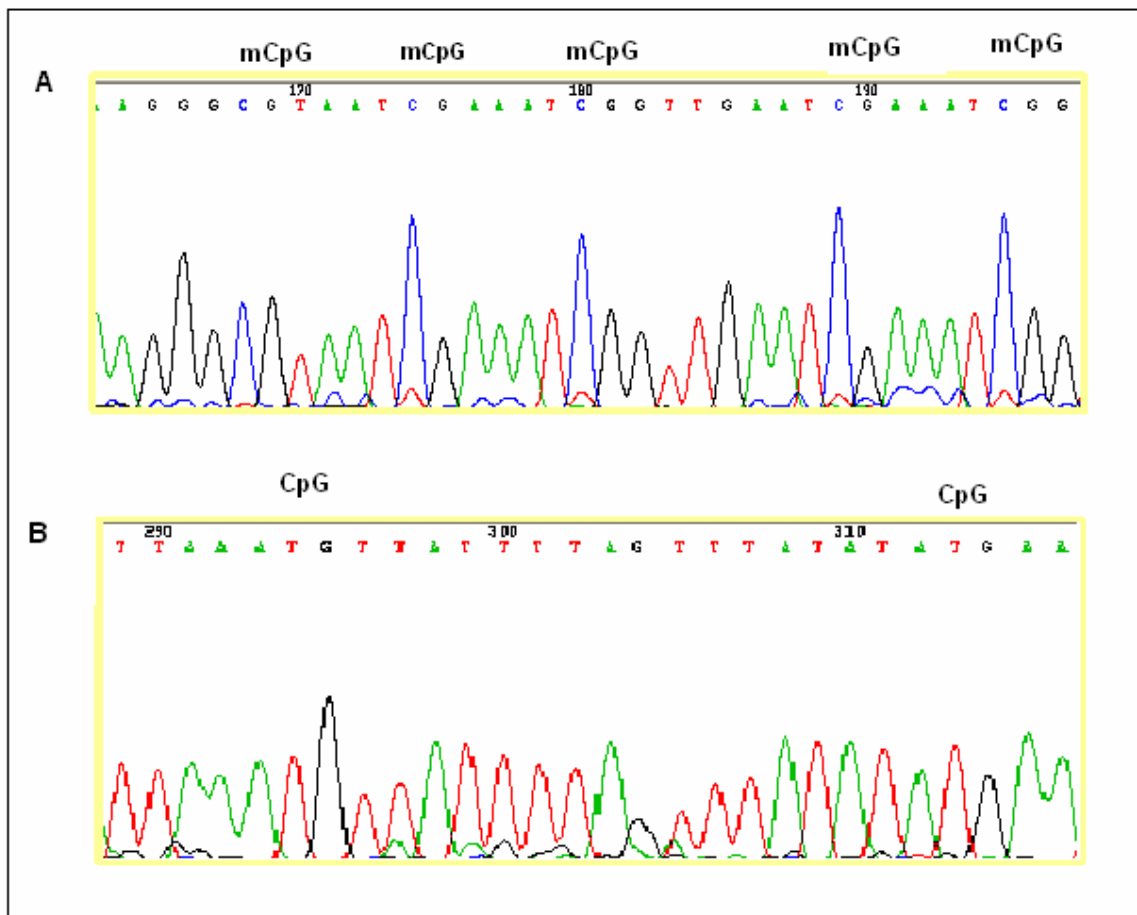 mCpG mCpG mCpG mCpG mCpG
A
170 180 190
A A G G G C G T A A T C G A A A T C G G T T G A A T C G A A A T C G G
CpG CpG
B
290 300 310
T T A A A T G T T A T T T T A G T T T A T A T A T G A A